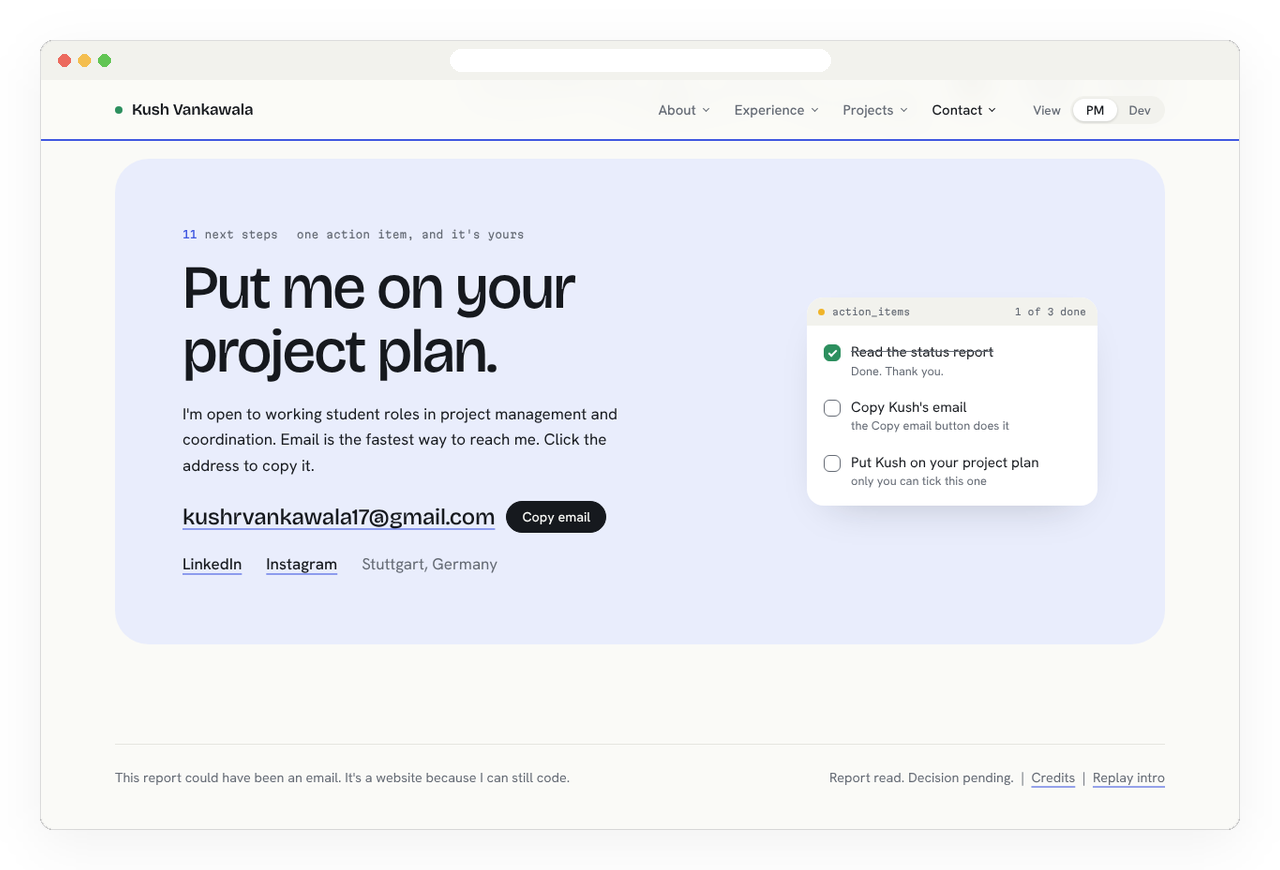 Kush Vankawala
About Experience Projects Contact View PM Dev
11 next steps one action item, and it's yours
Put me on your
project plan.
I'm open to working student roles in project management and
coordination. Email is the fastest way to reach me. Click the
address to copy it.
kushrvankawala17@gmail.com Copy email
LinkedIn Instagram Stuttgart, Germany
action_items 1 of 3 done
Read the status report
Done. Thank you.
Copy Kush's email
the Copy email button does it
Put Kush on your project plan
only you can tick this one
This report could have been an email. It's a website because I can still code.
Report read. Decision pending. | Credits | Replay intro